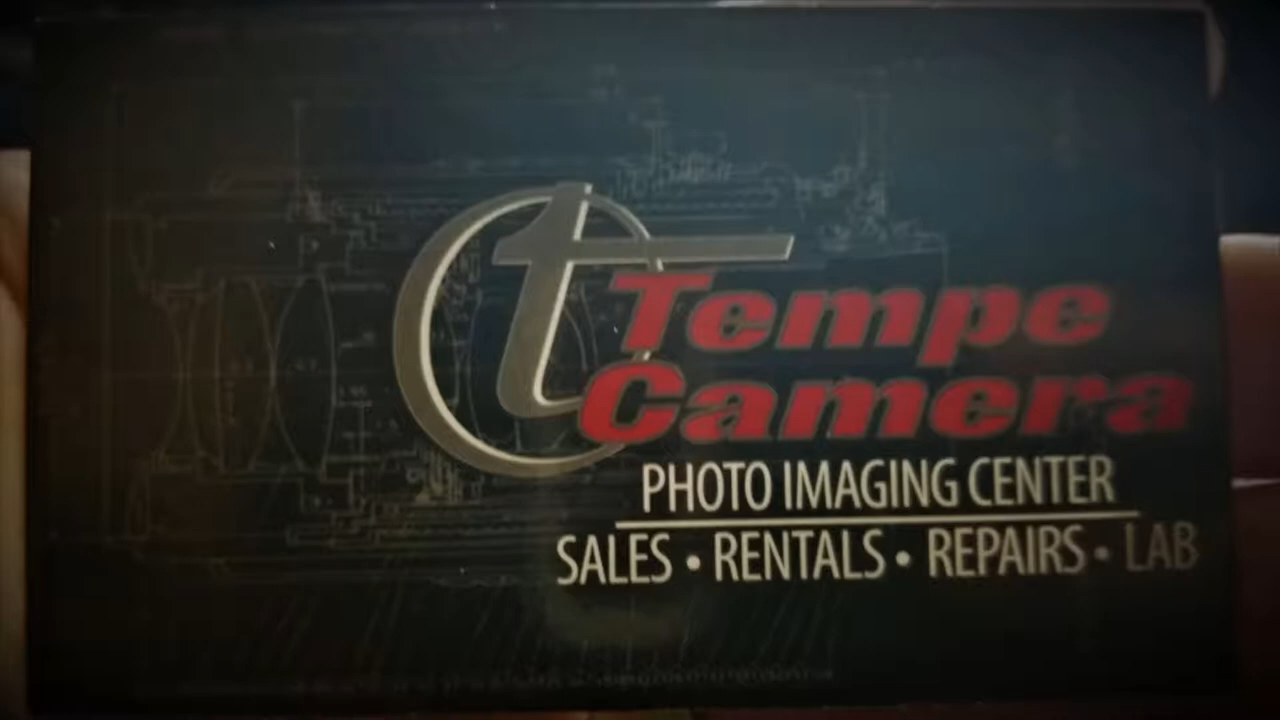 t
Tempe
Camera
PHOTO IMAGING CENTER
SALES • RENTALS • REPAIRS • LAB